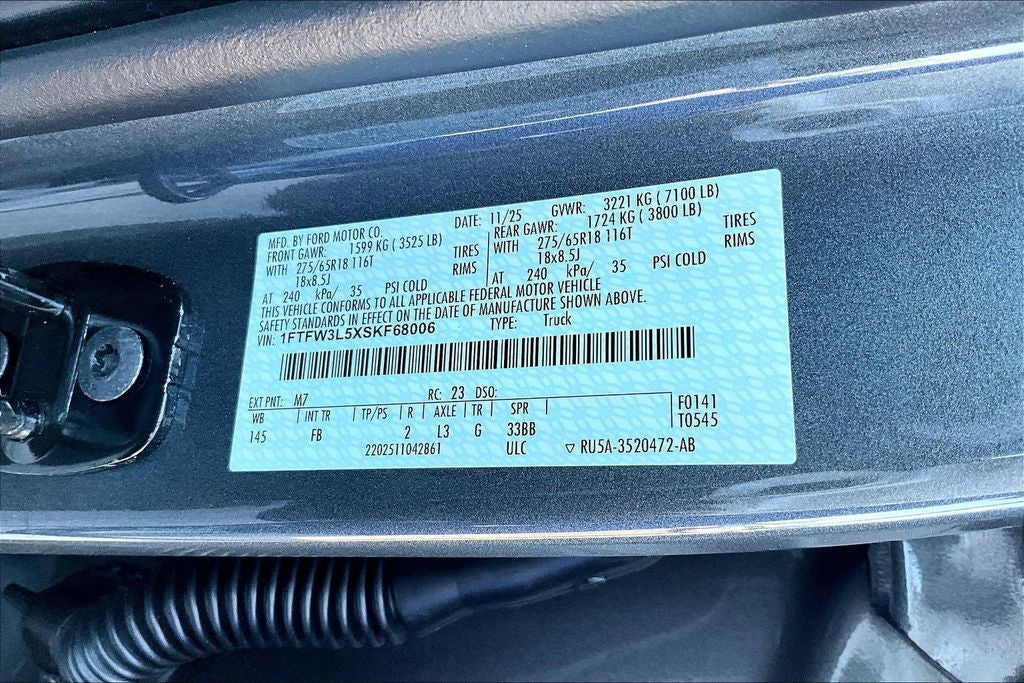 MFD. BY FORD MOTOR CO. DATE: 11/25 GVWR: 3221 KG ( 7100 LB)
FRONT GAWR: 1599 KG ( 3525 LB) REAR GAWR: 1724 KG ( 3800 LB)
WITH 275/65R18 116T TIRES WITH 275/65R18 116T TIRES
18x8.5J RIMS 18x8.5J RIMS
AT 240 kPa/ 35 PSI COLD AT 240 kPa/ 35 PSI COLD
THIS VEHICLE CONFORMS TO ALL APPLICABLE FEDERAL MOTOR VEHICLE
SAFETY STANDARDS IN EFFECT ON THE DATE OF MANUFACTURE SHOWN ABOVE.
VIN: 1FTFW3L5XSKF68006 TYPE: Truck
EXT PNT: M7 RC: 23 DSO: F0141
WB INT TR TP/PS R AXLE TR SPR T0545
145 FB 2 L3 G 33BB
2202511042861 ULC ▽ RU5A-3520472-AB